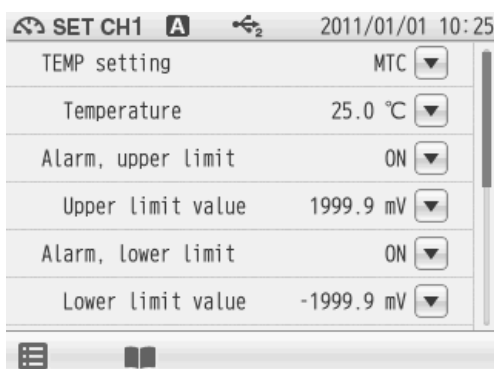 SET CH1 A 2 2011/01/01 10:25
TEMP setting MTC
Temperature 25.0 ℃
Alarm, upper limit ON
Upper limit value 1999.9 mV
Alarm, lower limit ON
Lower limit value -1999.9 mV